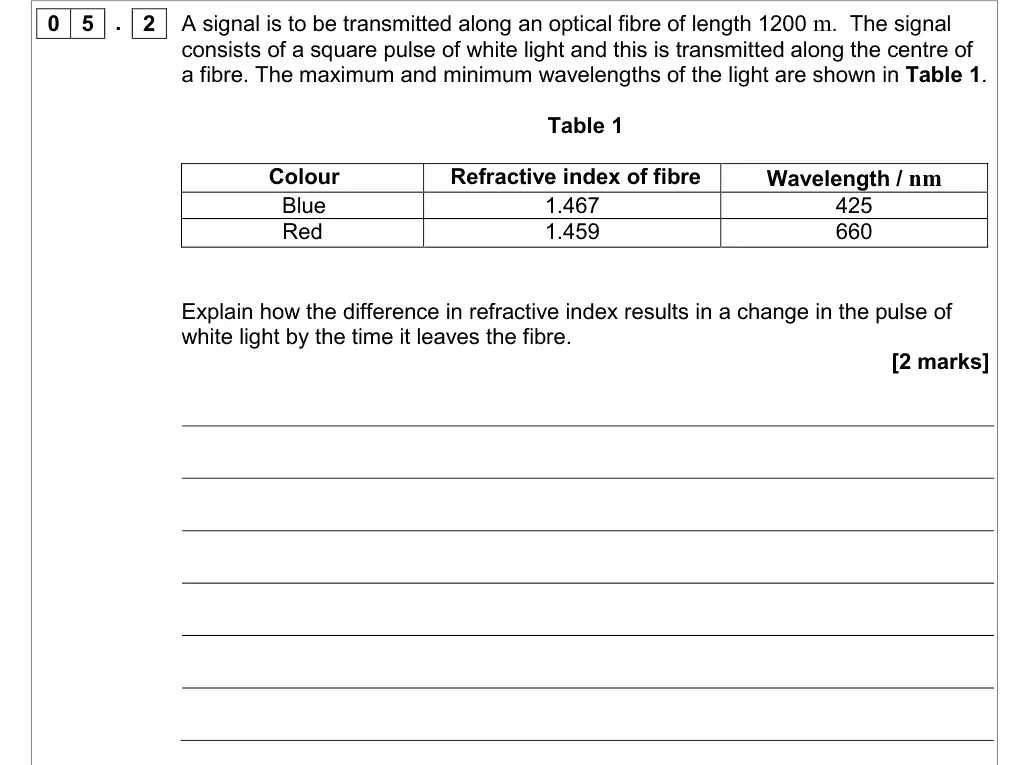 0 5 . 2 A signal is to be transmitted along an optical fibre of length 1200 m. The signal
consists of a square pulse of white light and this is transmitted along the centre of
a fibre. The maximum and minimum wavelengths of the light are shown in Table 1.
Table 1
Colour Refractive index of fibre Wavelength / nm
Blue 1.467 425
Red 1.459 660
Explain how the difference in refractive index results in a change in the pulse of
white light by the time it leaves the fibre.
[2 marks]